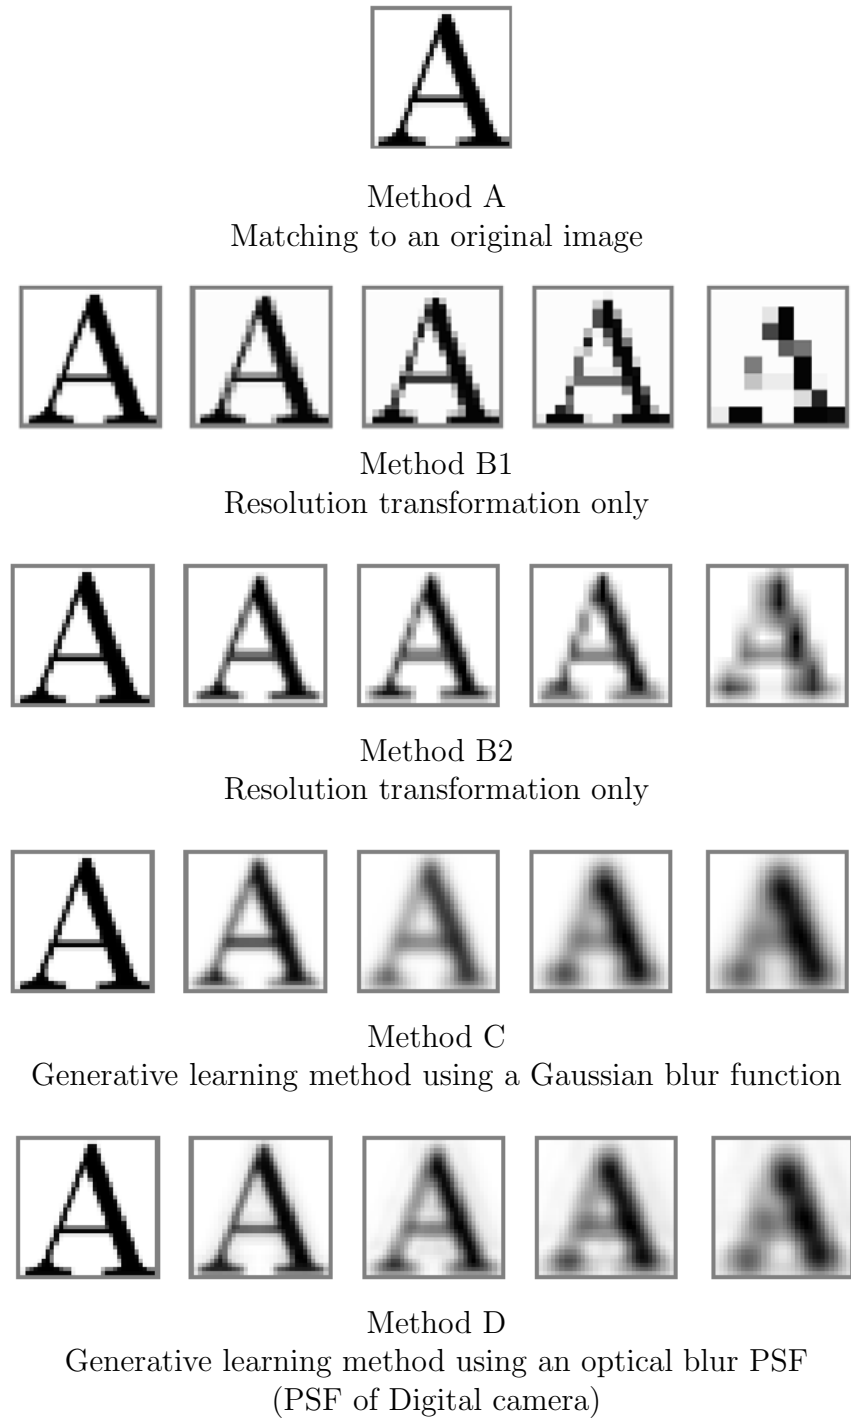 A
Method A
Matching to an original image
A A A A A
Method B1
Resolution transformation only
A A A A A
Method B2
Resolution transformation only
A A A A A
Method C
Generative learning method using a Gaussian blur function
A A A A A
Method D
Generative learning method using an optical blur PSF
(PSF of Digital camera)